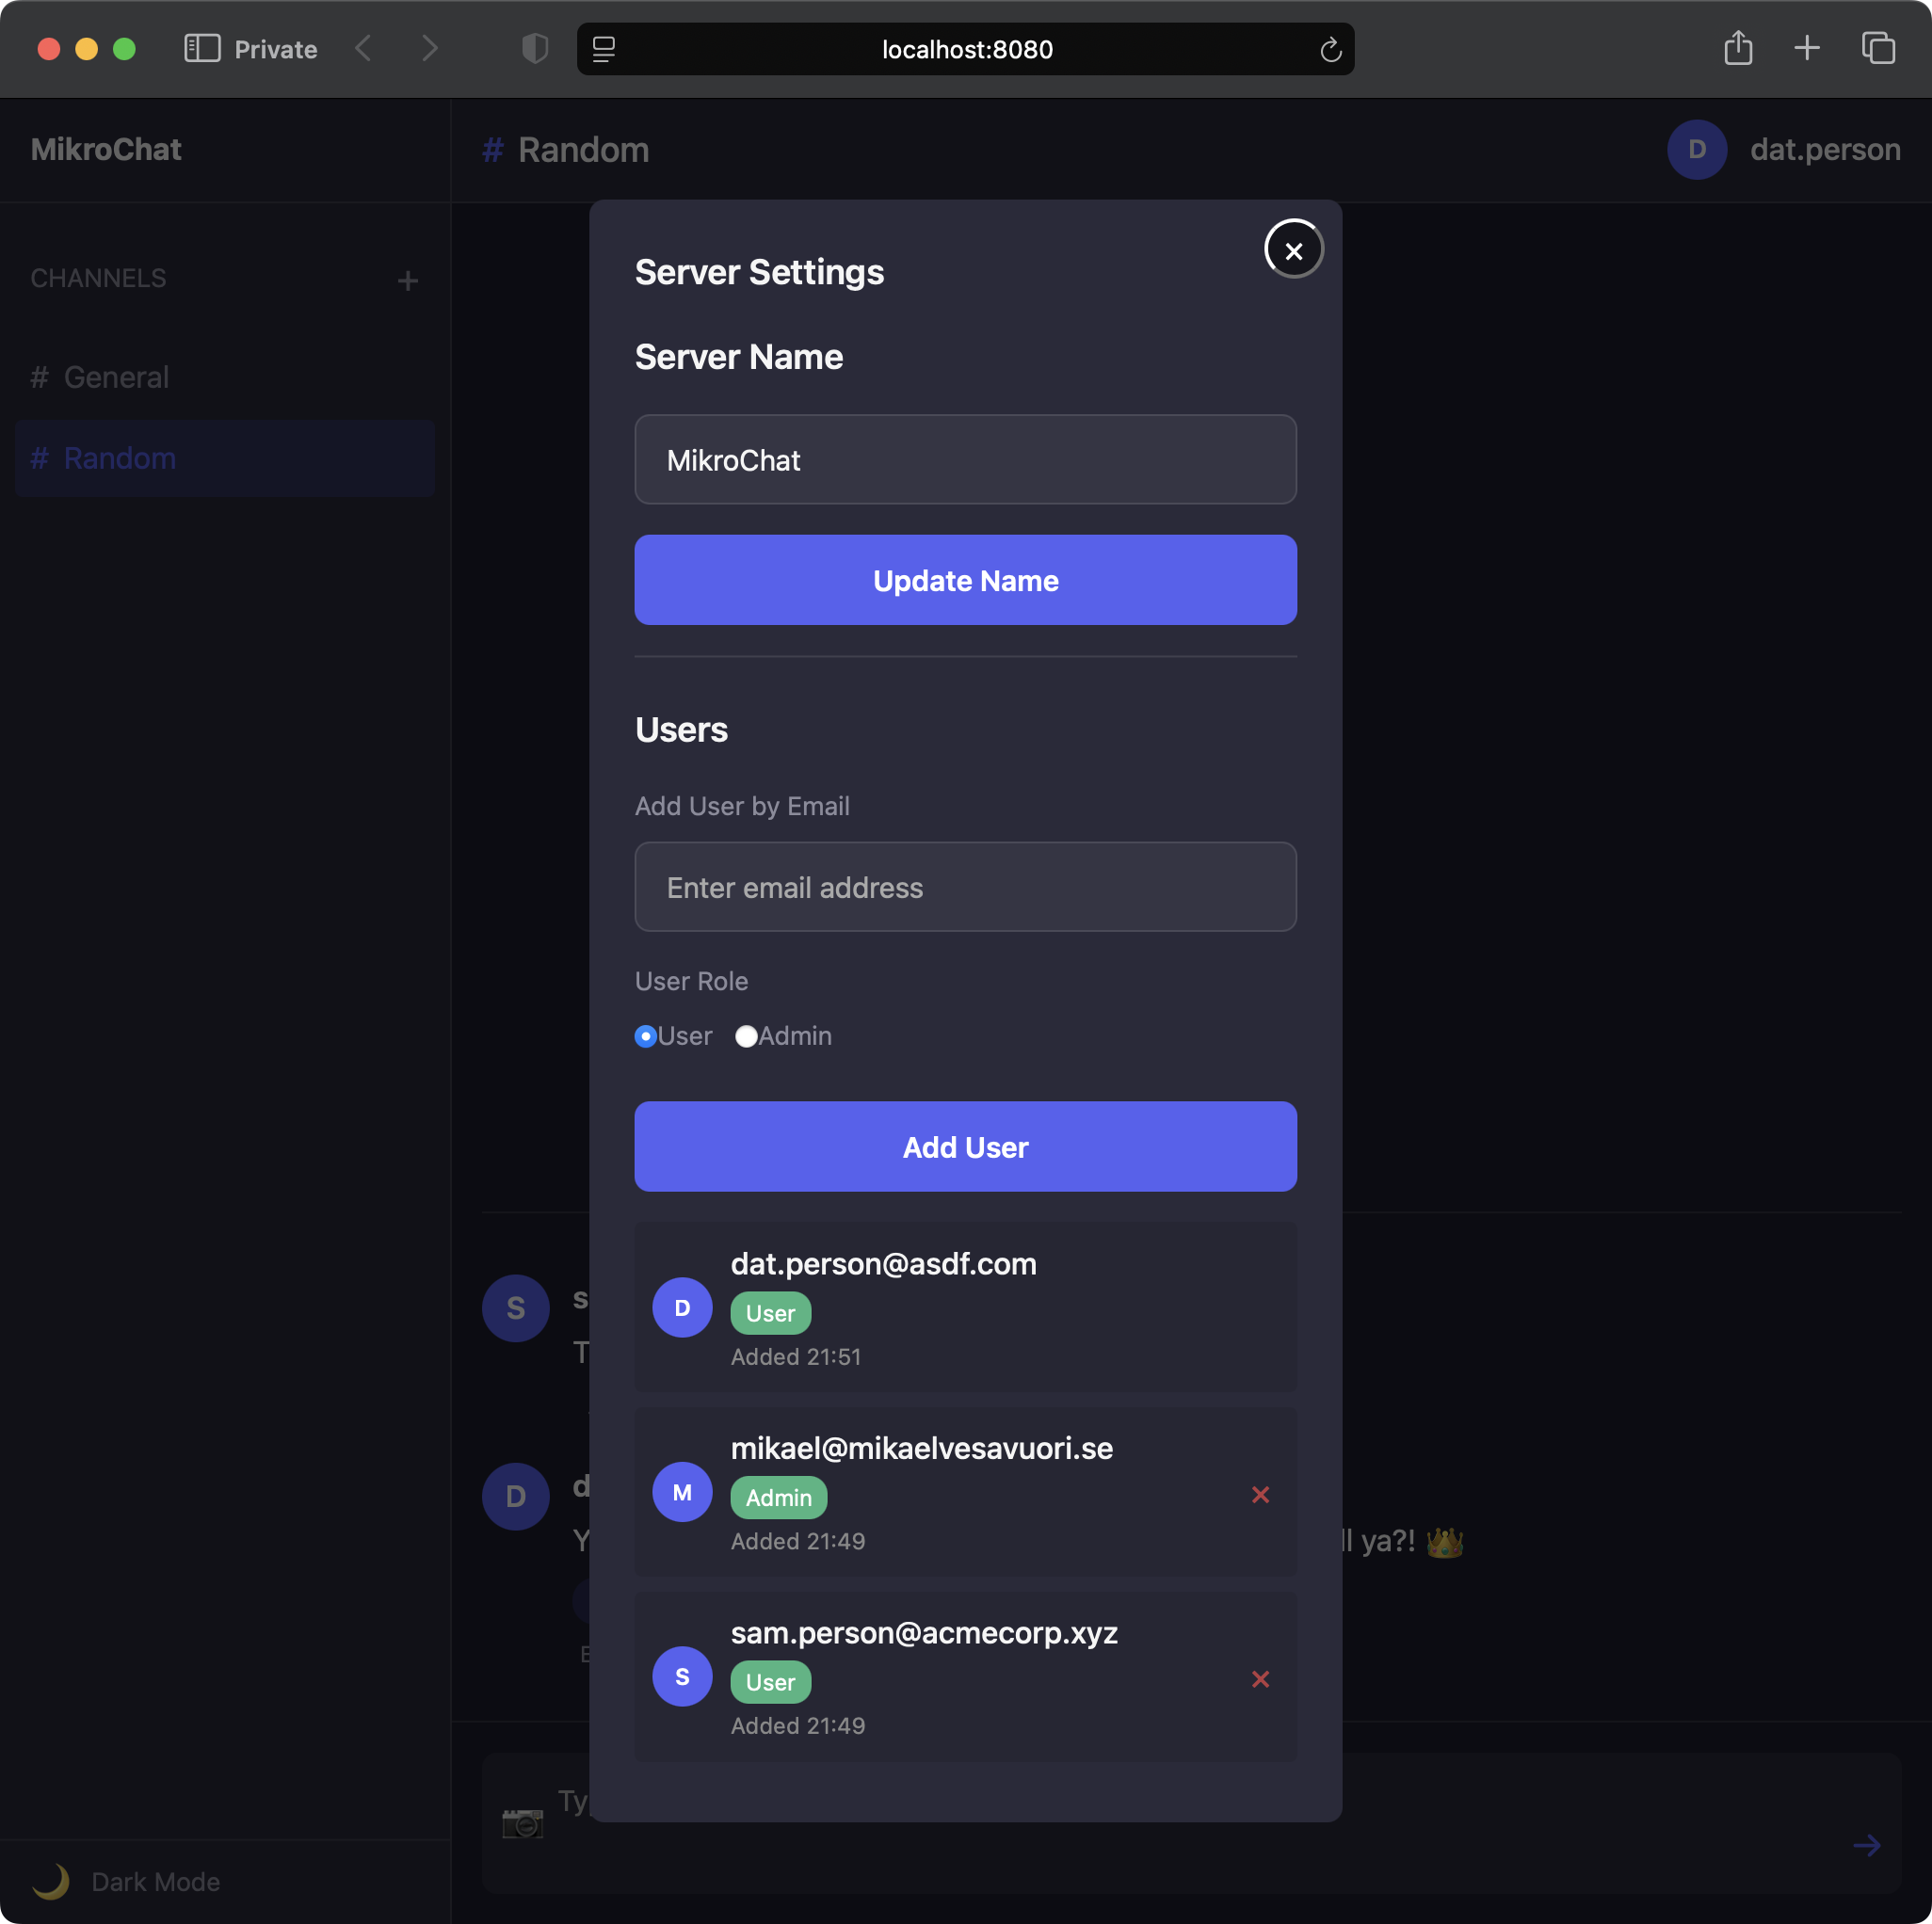 Private
localhost:8080
MikroChat
# Random
D
dat.person
CHANNELS
+
# General
# Random
Server Settings
Server Name
MikroChat
Update Name
Users
Add User by Email
Enter email address
User Role
User Admin
Add User
D
dat.person@asdf.com
User
Added 21:51
M
mikael@mikaelvesavuori.se
Admin
Added 21:49
S
sam.person@acmecorp.xyz
User
Added 21:49
S
D
ya?! 👑
Dark Mode